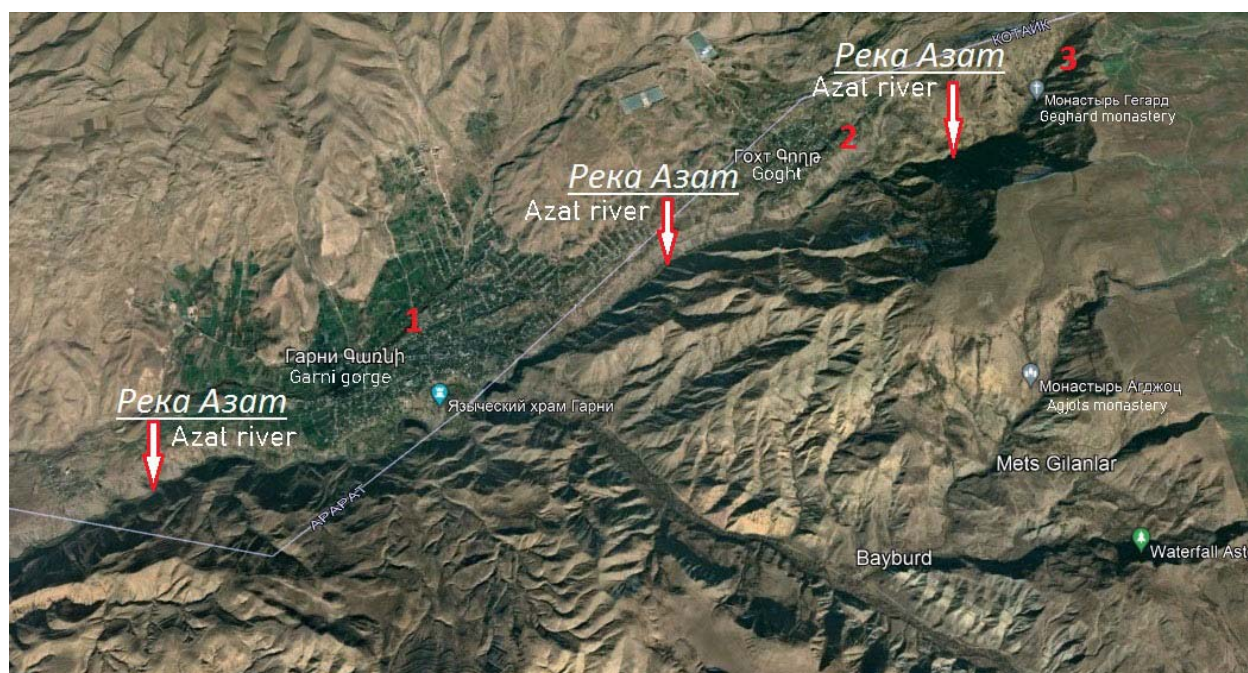 КОТАЙК
3
Река Азат
Azat river
Монастырь Гегард
Geghard monastery
2
Гохт Գողթ
Goght
Река Азат
Azat river
1
Гарни Գառնի
Garni gorge
Языческий храм Гарни
Монастырь Агджоц
Agjots monastery
Река Азат
Azat river
Mets Gilanlar
АРАРАТ
Bayburd
Waterfall Ast